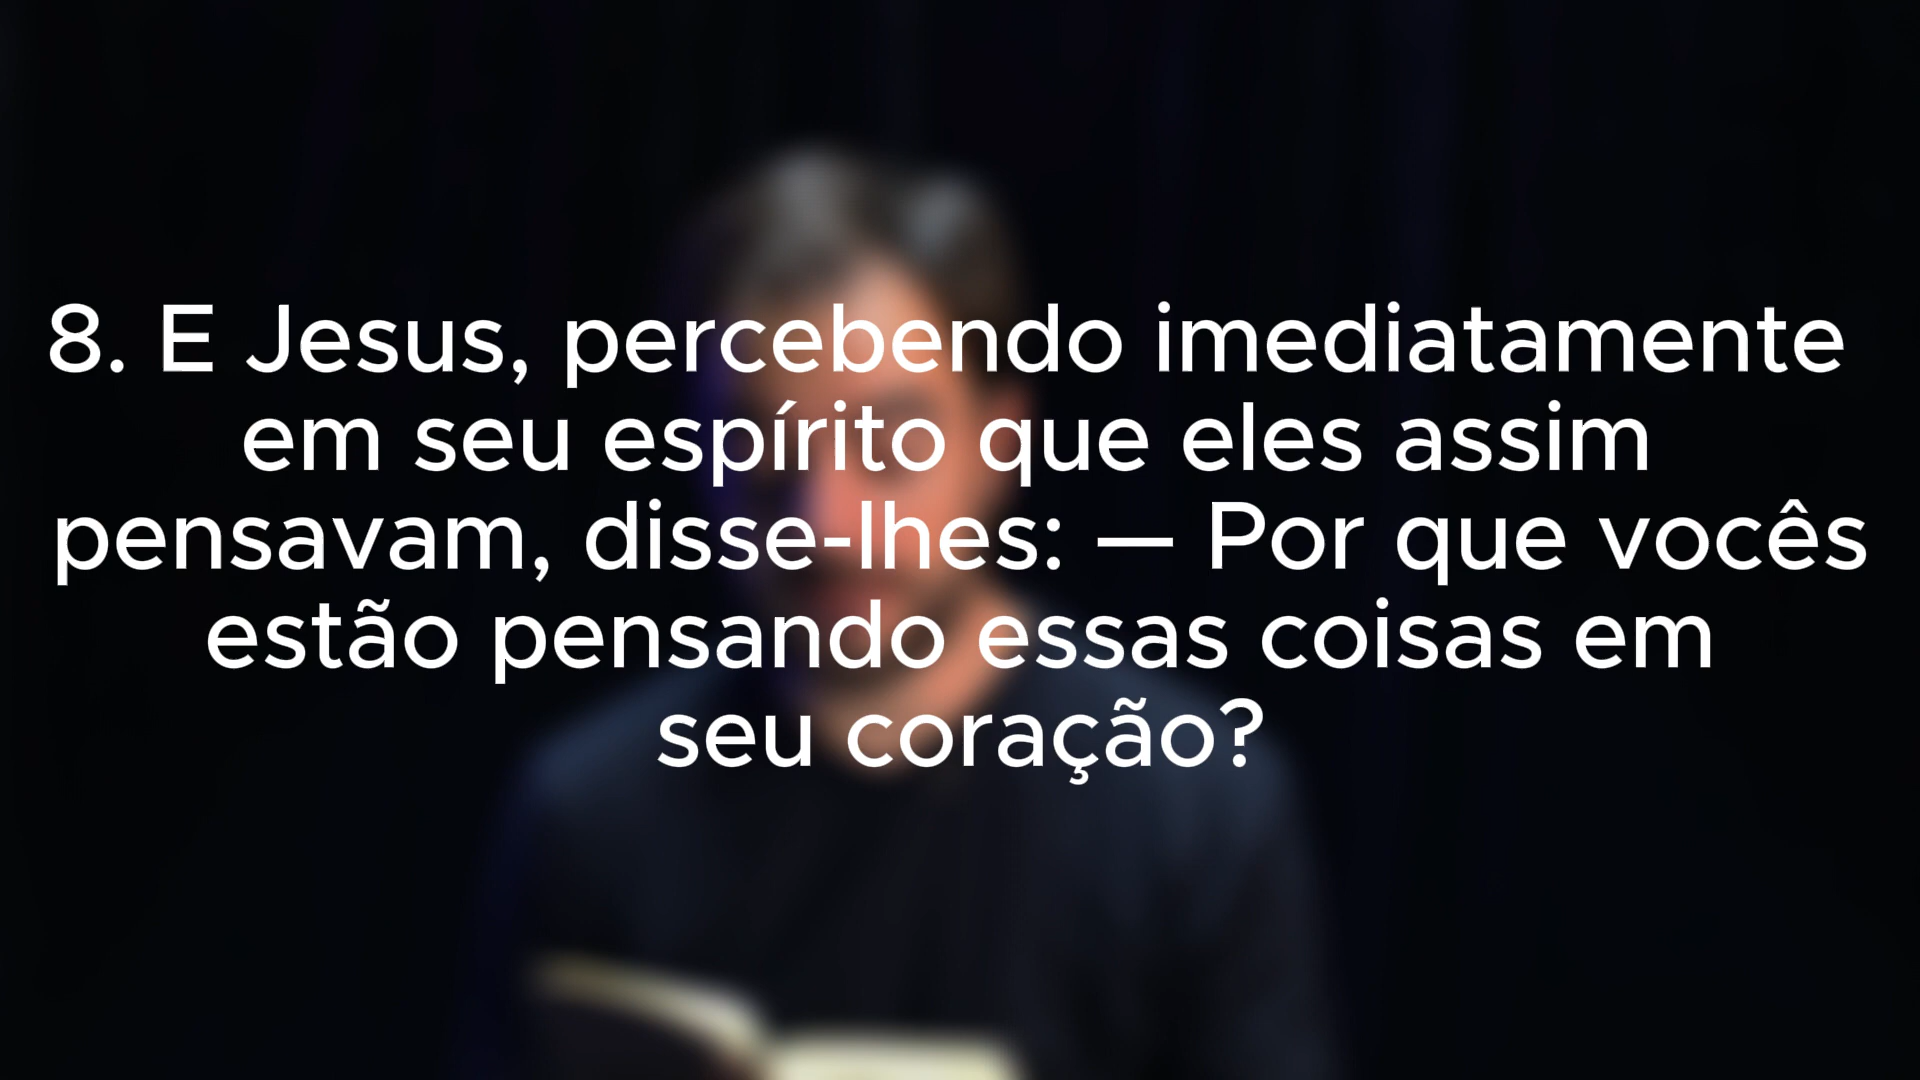 8. E Jesus, percebendo imediatamente
em seu espírito que eles assim
pensavam, disse-lhes: — Por que vocês
estão pensando essas coisas em
seu coração?